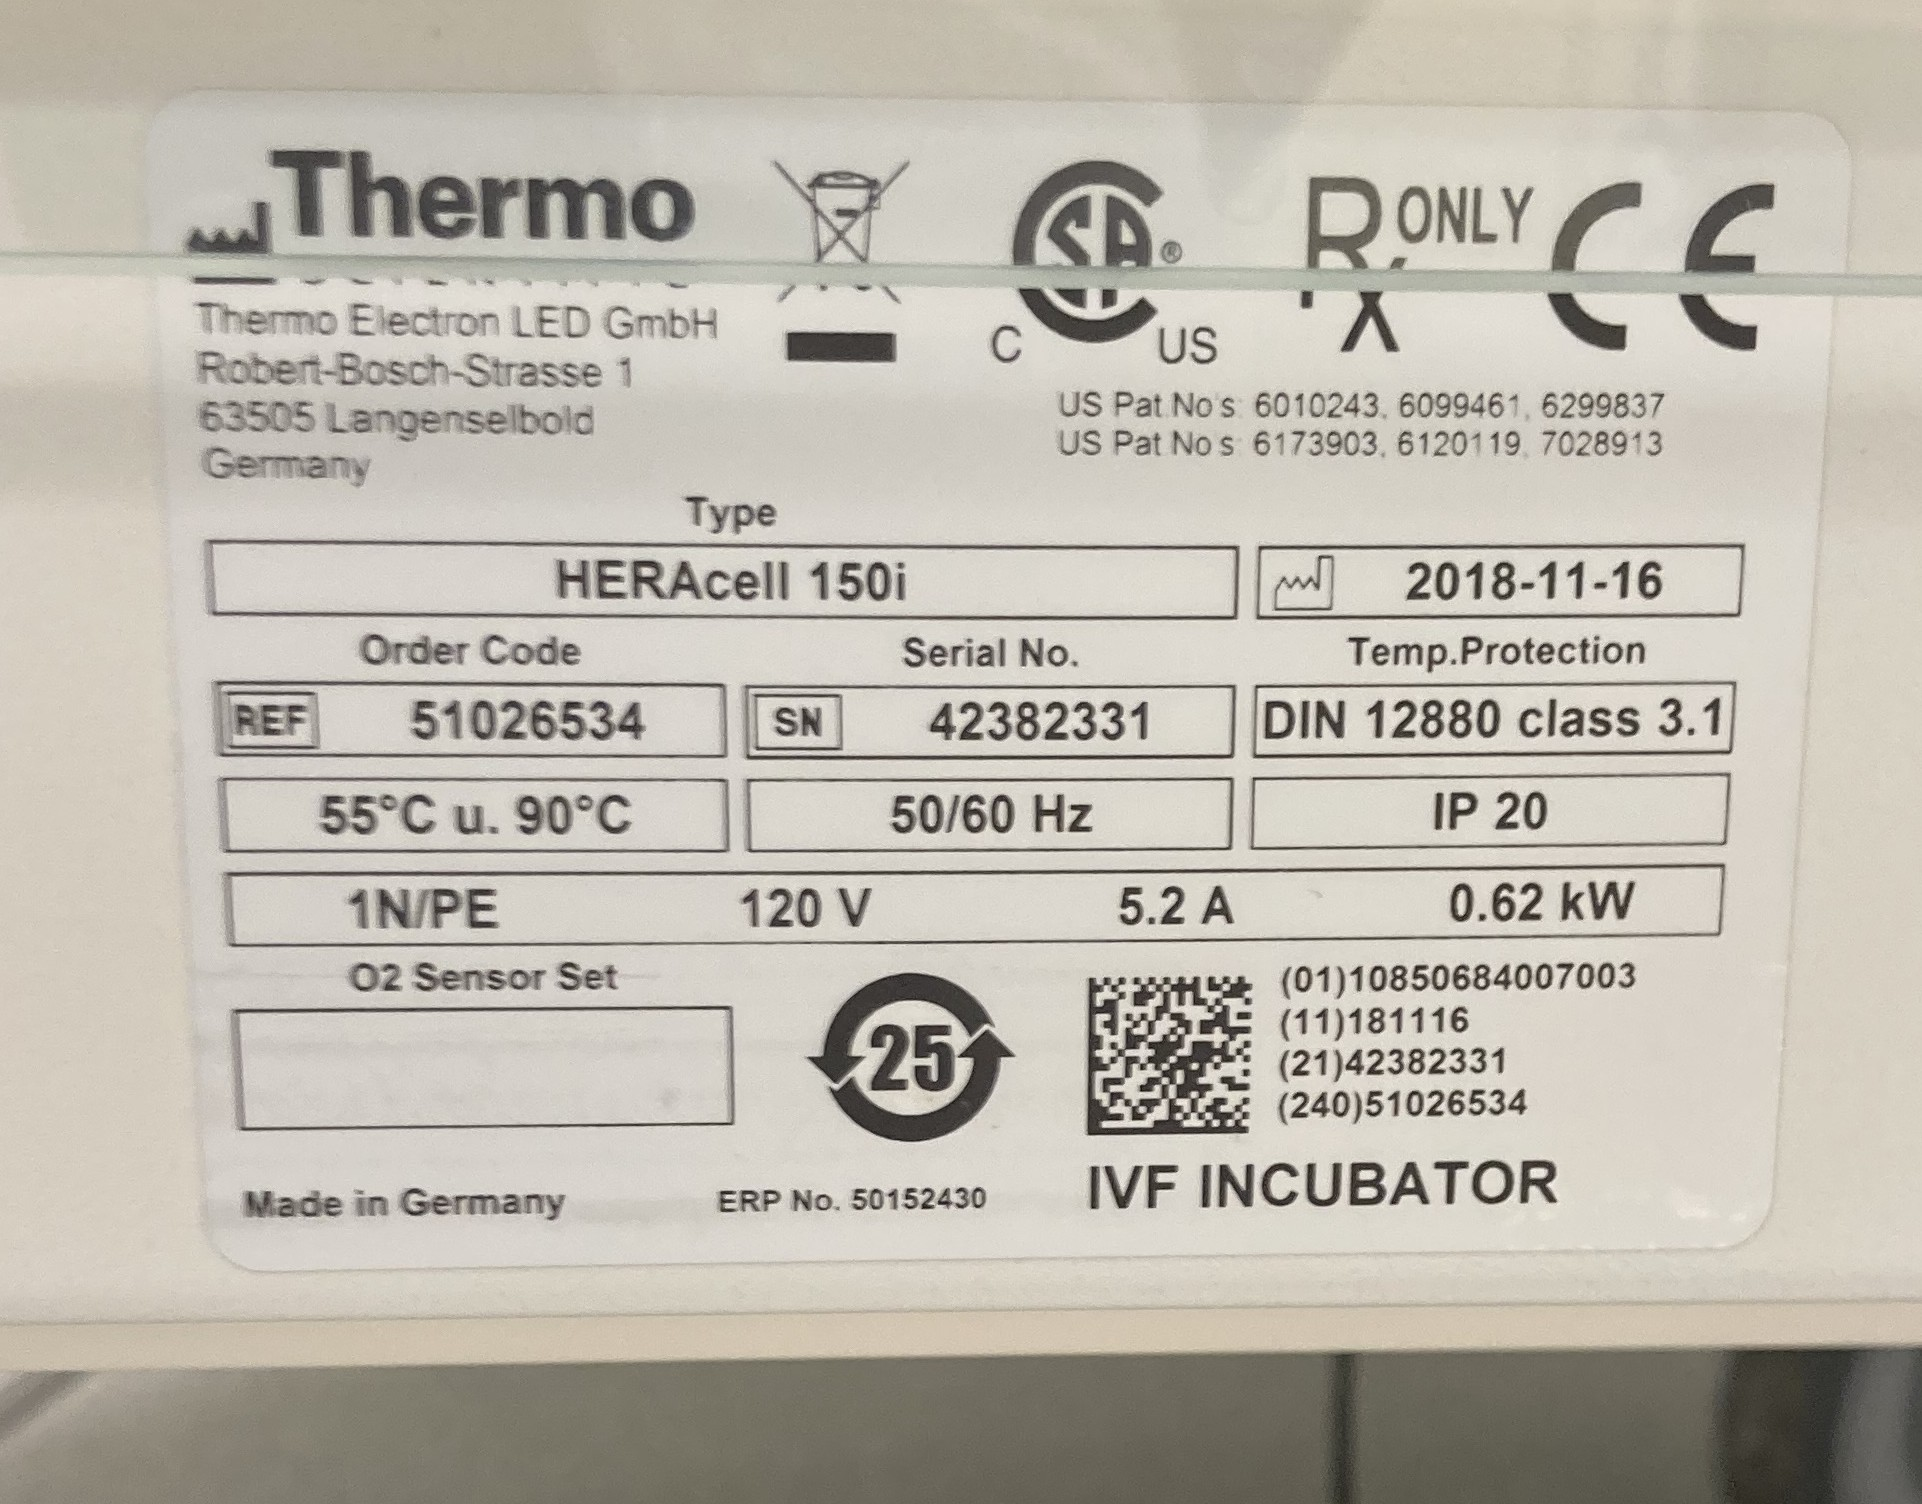 Thermo
Thermo Electron LED GmbH
Robert-Bosch-Strasse 1
63505 Langenselbold
Germany
CSA®
C US
Rx ONLY
CE
US Pat No's: 6010243, 6099461, 6299837
US Pat No s: 6173903, 6120119, 7028913
Type
HERAcell 150i
2018-11-16
Order Code
Serial No.
Temp.Protection
REF 51026534
SN 42382331
DIN 12880 class 3.1
55°C u. 90°C
50/60 Hz
IP 20
1N/PE 120 V 5.2 A 0.62 kW
O2 Sensor Set
25
(01)10850684007003
(11)181116
(21)42382331
(240)51026534
Made in Germany
ERP No. 50152430
IVF INCUBATOR